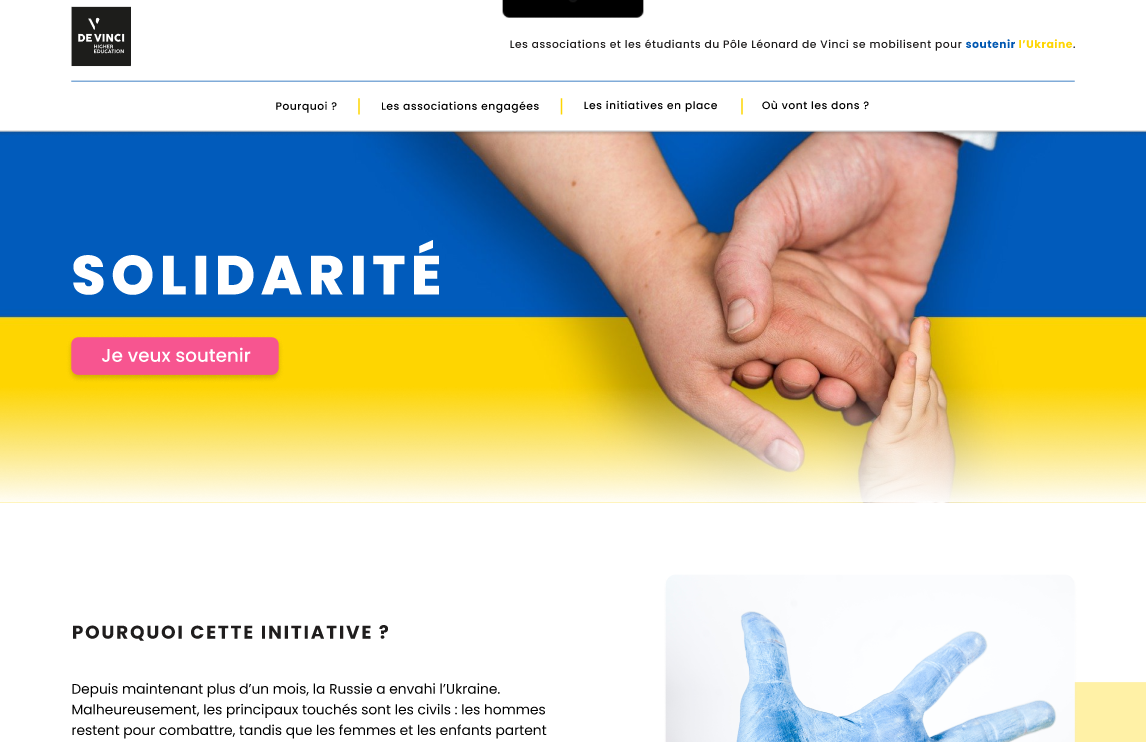 DE VINCI
HIGHER
EDUCATION
Les associations et les étudiants du Pôle Léonard de Vinci se mobilisent pour soutenir l’Ukraine.
Pourquoi ?
Les associations engagées
Les initiatives en place
Où vont les dons ?
SOLIDARITÉ
Je veux soutenir
POURQUOI CETTE INITIATIVE ?
Depuis maintenant plus d’un mois, la Russie a envahi l’Ukraine.
Malheureusement, les principaux touchés sont les civils : les hommes
restent pour combattre, tandis que les femmes et les enfants partent